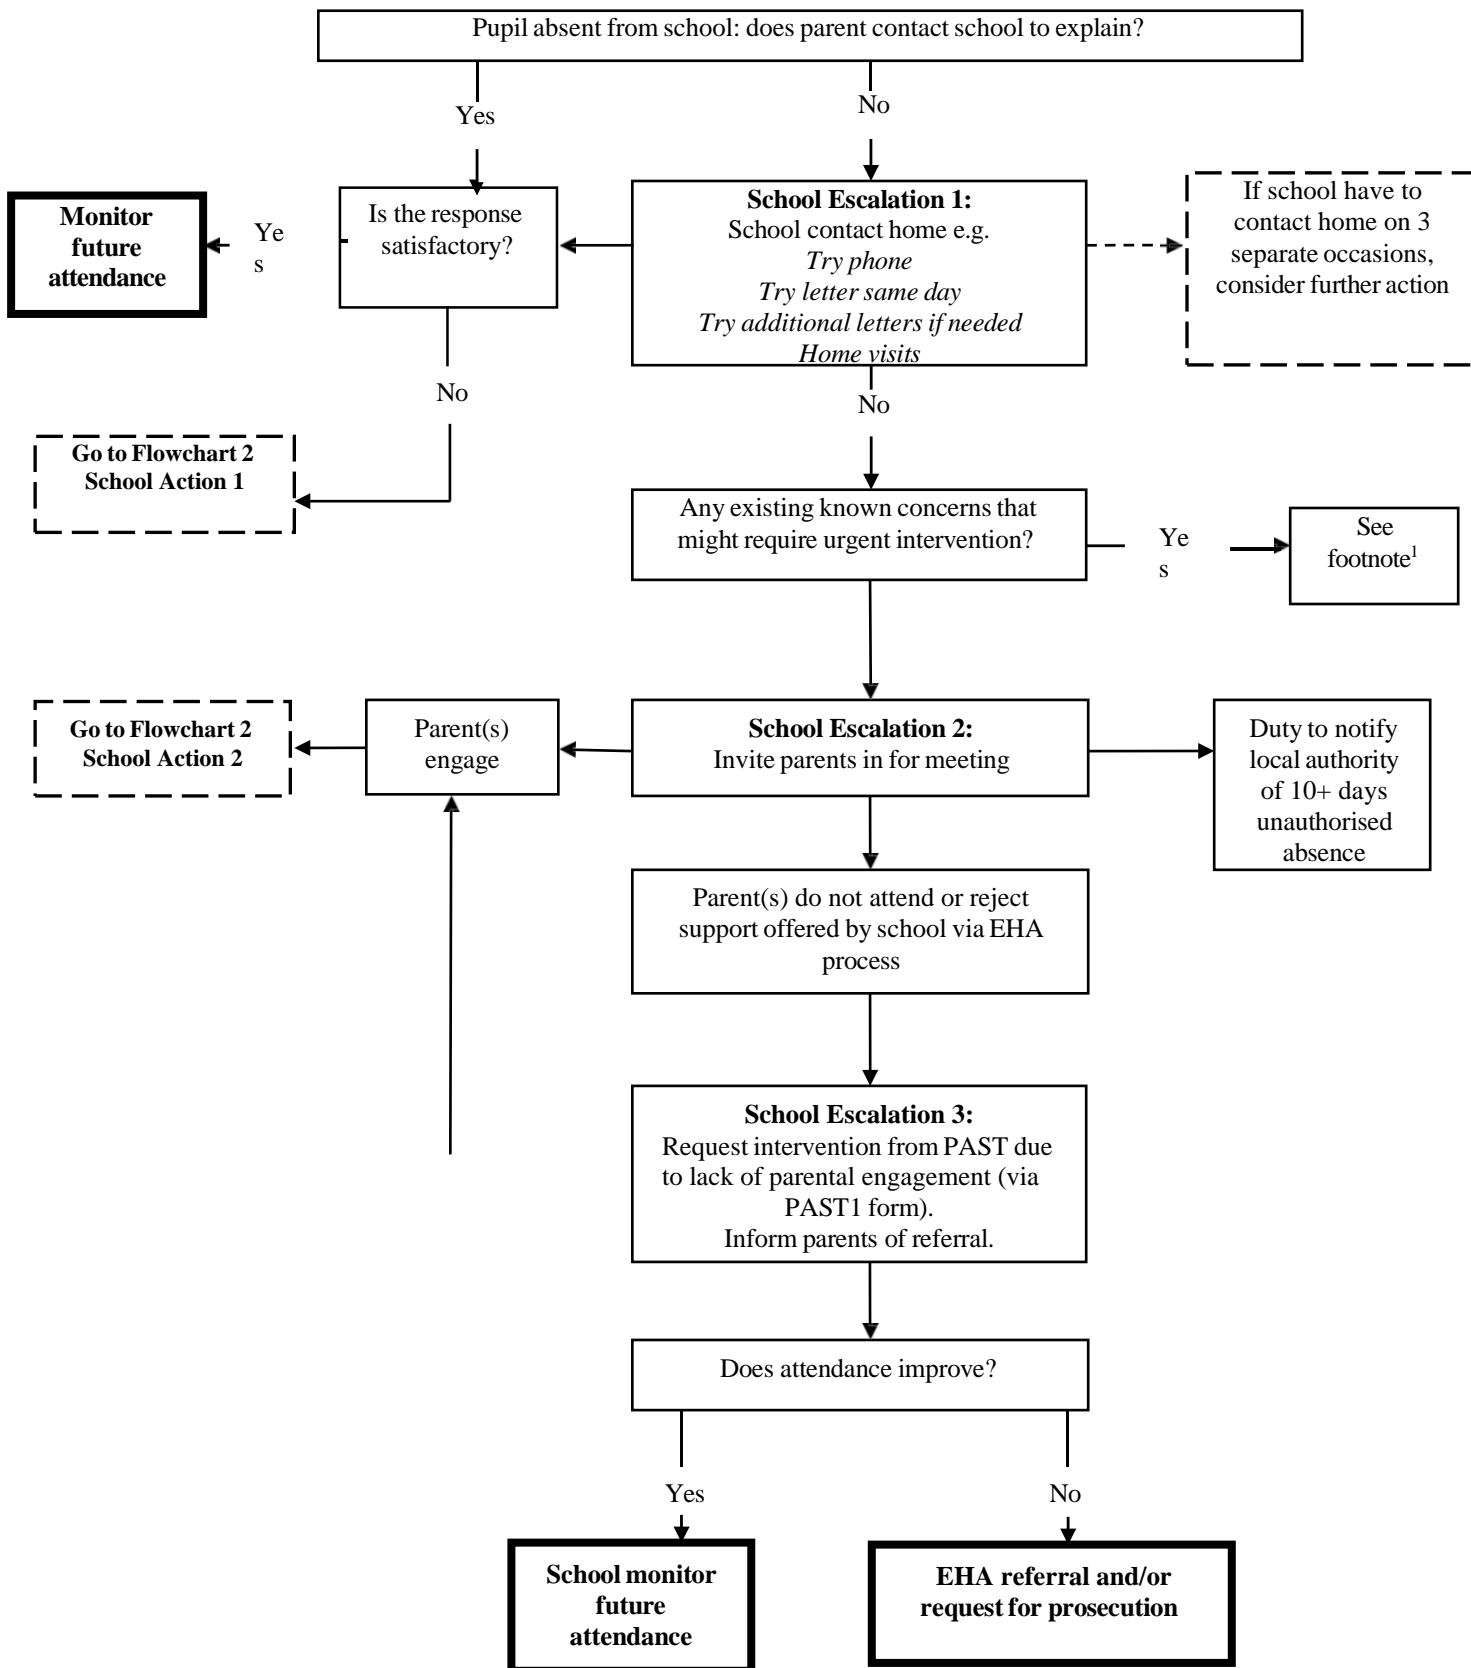 Pupil absent from school: does parent contact school to explain?
Yes
No
Monitor
future
attendance
Ye
s
Is the response
satisfactory?
School Escalation 1:
School contact home e.g.
Try phone
Try letter same day
Try additional letters if needed
Home visits
If school have to
contact home on 3
separate occasions,
consider further action
No
No
Go to Flowchart 2
School Action 1
Any existing known concerns that
might require urgent intervention?
Ye
s
See
footnote1
Go to Flowchart 2
School Action 2
Parent(s)
engage
School Escalation 2:
Invite parents in for meeting
Duty to notify
local authority
of 10+ days
unauthorised
absence
Parent(s) do not attend or reject
support offered by school via EHA
process
School Escalation 3:
Request intervention from PAST due
to lack of parental engagement (via
PAST1 form).
Inform parents of referral.
Does attendance improve?
Yes
No
School monitor
future
attendance
EHA referral and/or
request for prosecution